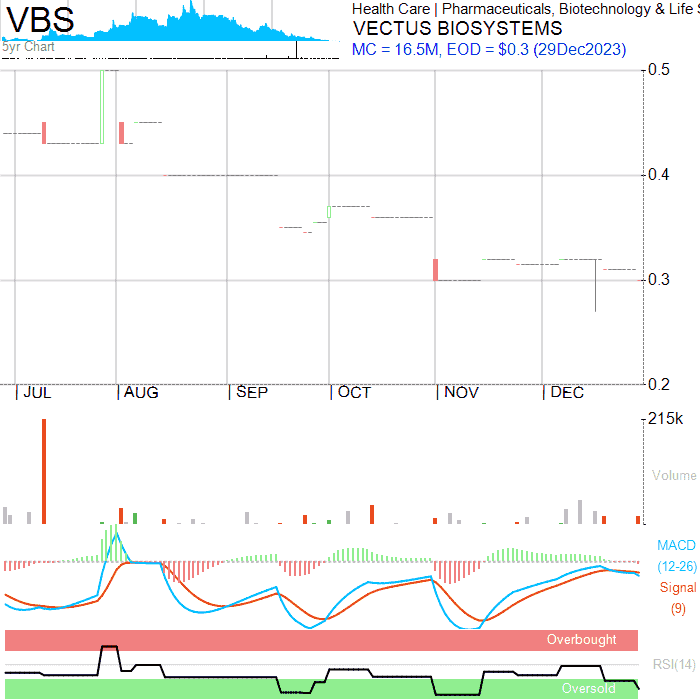 VBS
Health Care | Pharmaceuticals, Biotechnology & Life
VECTUS BIOSYSTEMS
5yr Chart
MC = 16.5M, EOD = $0.3 (29Dec2023)
0.5
0.4
0.3
0.2
JUL AUG SEP OCT NOV DEC
215k
Volume
MACD
(12-26)
Signal
(9)
Overbought
RSI(14)
Oversold